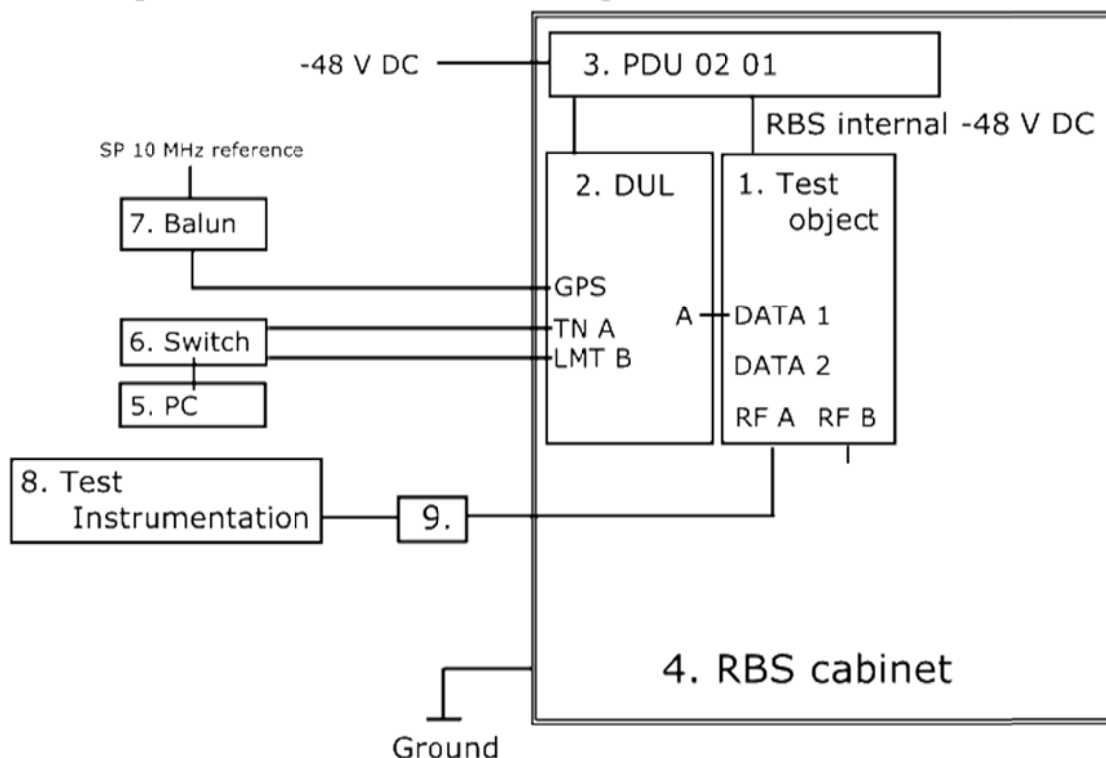 -48 V DC
3. PDU 02 01
RBS internal -48 V DC
SP 10 MHz reference
7. Balun
2. DUL
1. Test
object
GPS
TN A
LMT B
A
DATA 1
DATA 2
RF A RF B
6. Switch
5. PC
8. Test
Instrumentation
9.
4. RBS cabinet
Ground